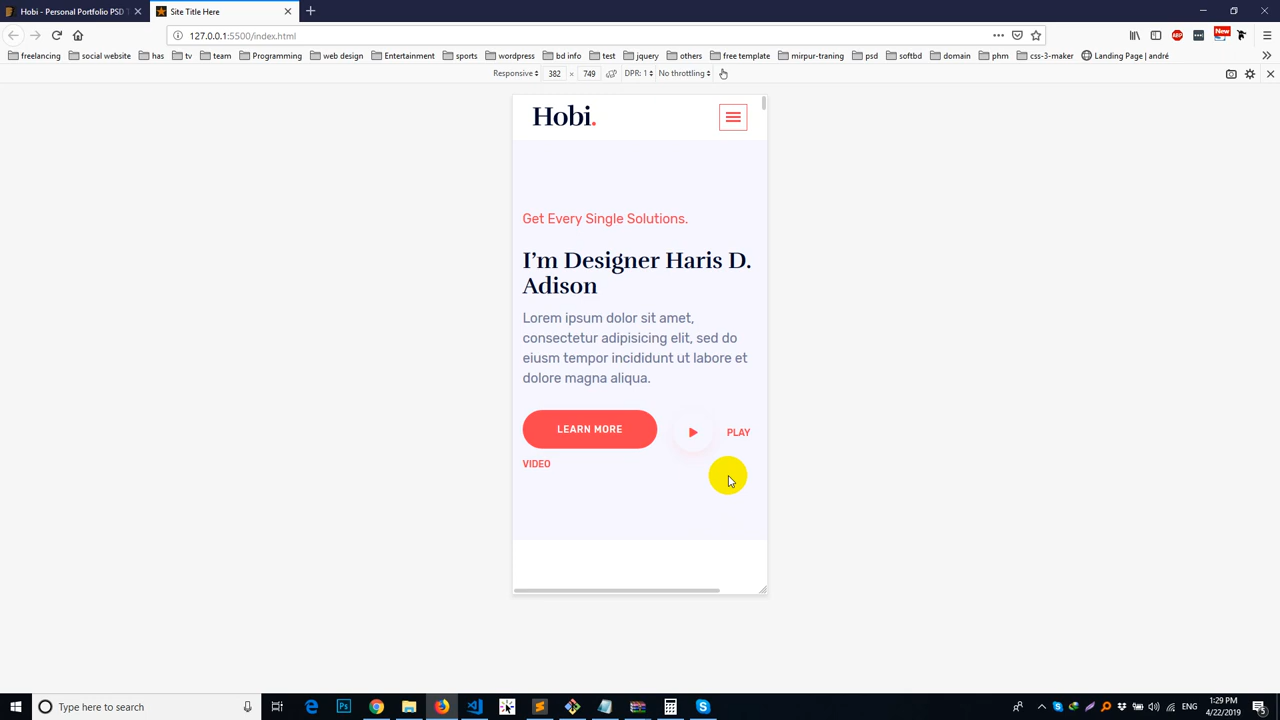 Hobi - Personal Portfolio PSD T
Site Title Here
127.0.0.1:5500/index.html
New
freelancing
social website
has
tv
team
Programming
web design
Entertainment
sports
wordpress
bd info
test
jquery
others
free template
mirpur-traning
psd
softbd
domain
phm
css-3-maker
Landing Page | andré
Responsive
382 × 749
DPR: 1
No throttling
Hobi.
Get Every Single Solutions.
I’m Designer Haris D.
Adison
Lorem ipsum dolor sit amet,
consectetur adipisicing elit, sed do
eiusm tempor incididunt ut labore et
dolore magna aliqua.
LEARN MORE
PLAY
VIDEO
Type here to search
ENG
1:29 PM
4/22/2019